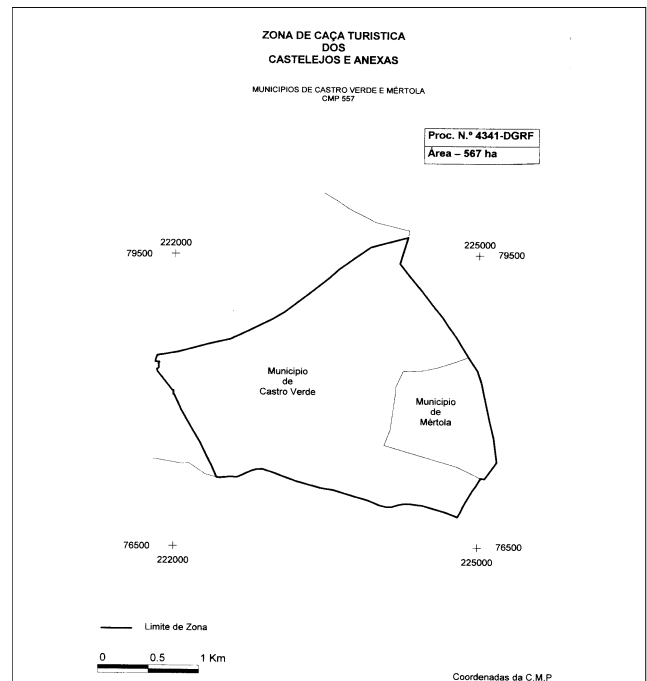 ZONA DE CAÇA TURISTICA
DOS
CASTELEJOS E ANEXAS
MUNICIPIOS DE CASTRO VERDE E MÉRTOLA
CMP 557
Proc. N.º 4341-DGRF
Área – 567 ha
222000
79500
225000
79500
Municipio
de
Castro Verde
Municipio
de
Mértola
76500
222000
76500
225000
Limite de Zona
0 0.5 1 Km
Coordenadas da C.M.P